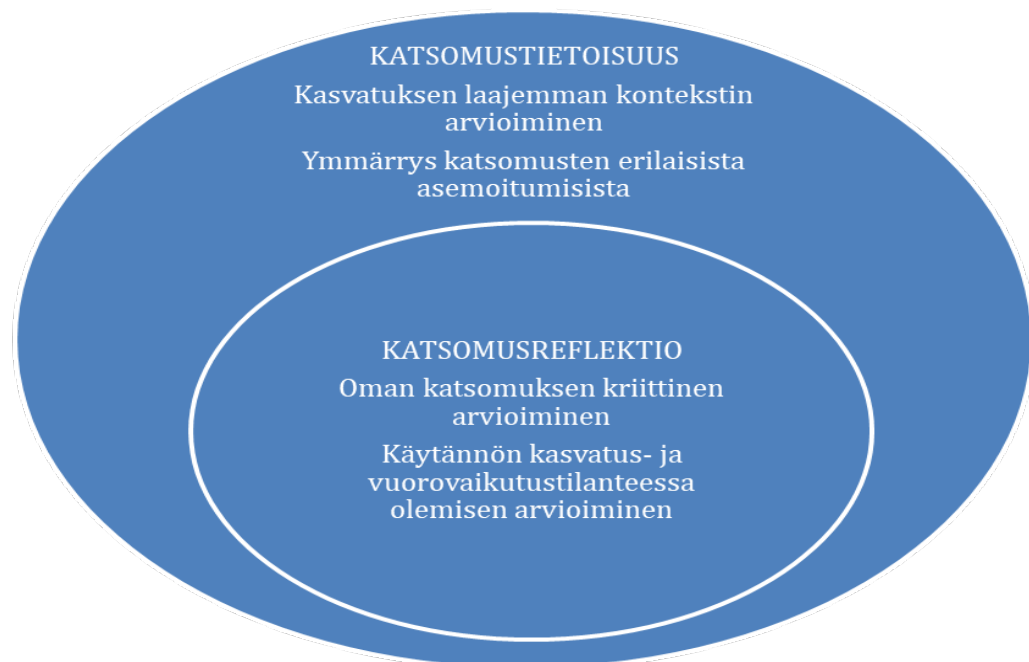 KATSOMUSTIETOISUUS
Kasvatuksen laajemman kontekstin
arvioiminen
Ymmärrys katsomusten erilaisista
asemoitumisista
KATSOMUSREFLEKTIO
Oman katsomuksen kriittinen
arvioiminen
Käytännön kasvatus- ja
vuorovaikutustilanteessa
olemisen arvioiminen